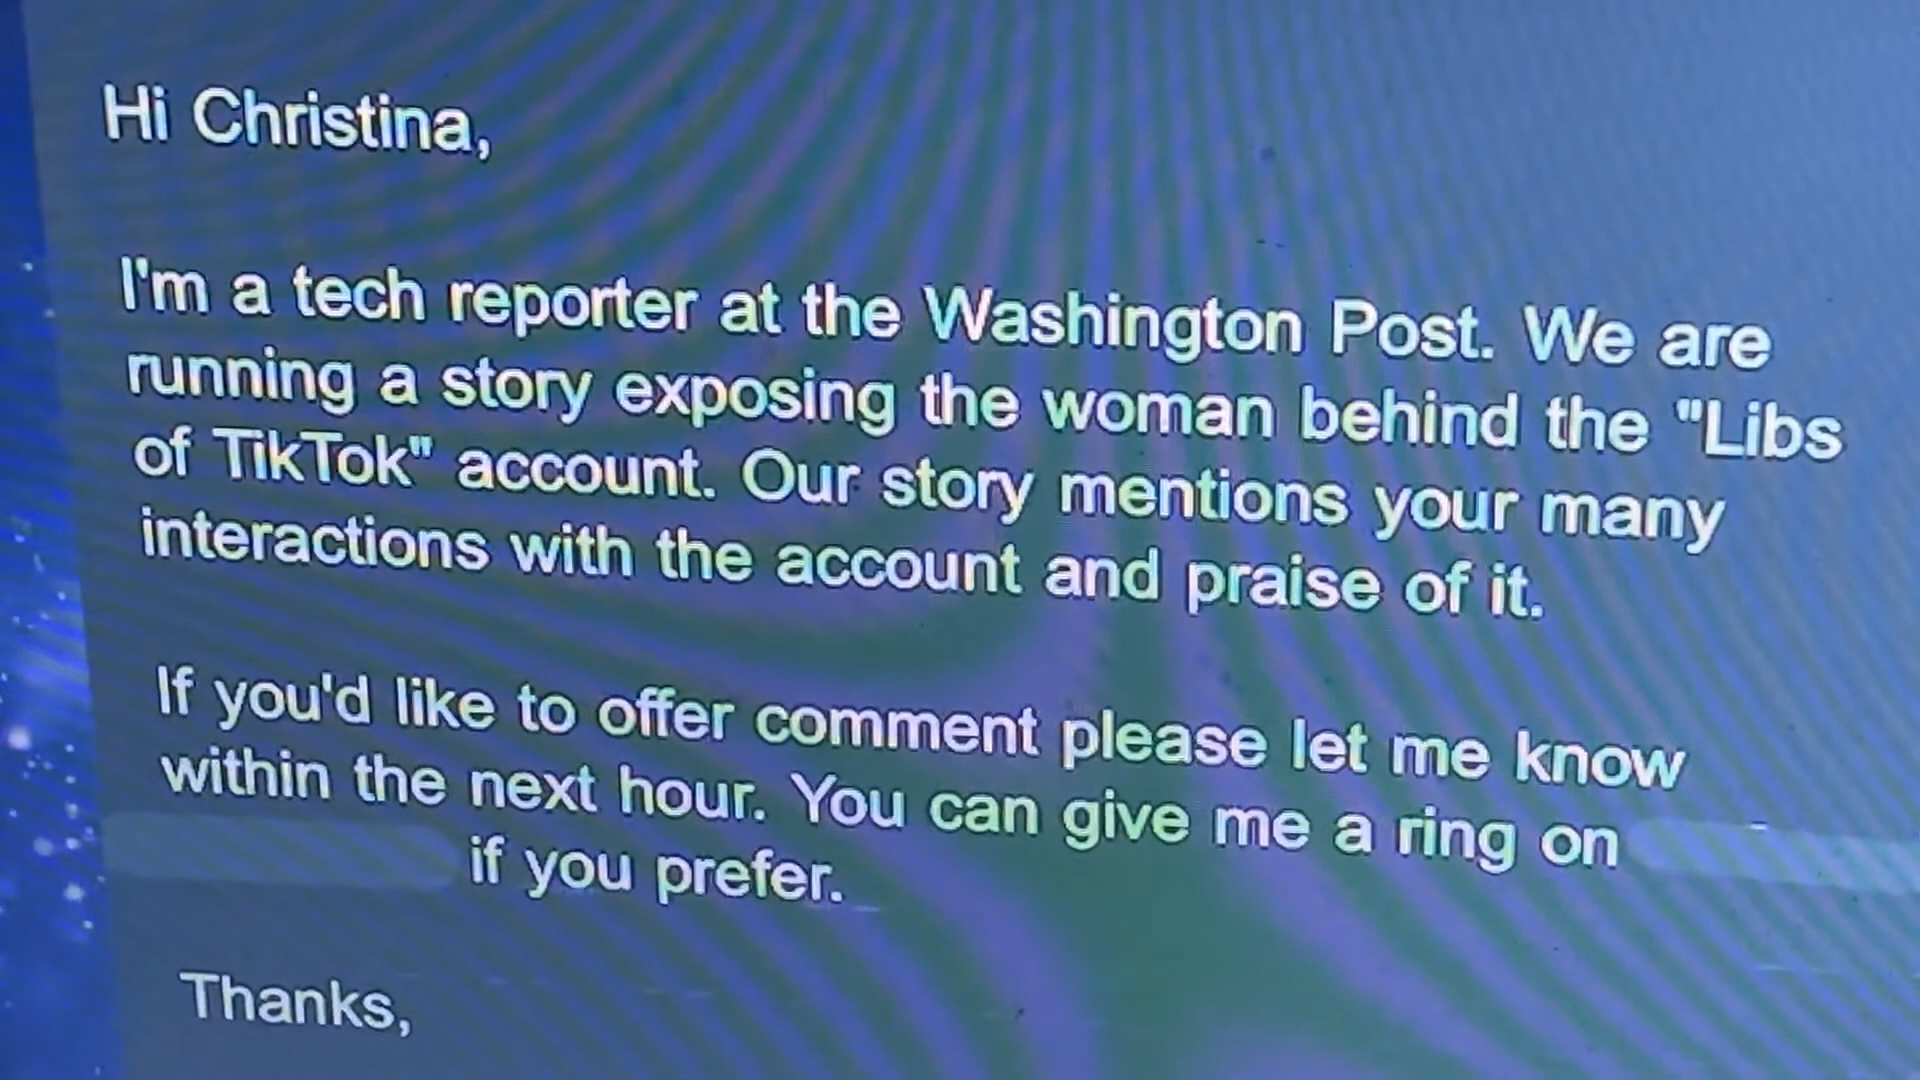 Hi Christina,
I'm a tech reporter at the Washington Post. We are
running a story exposing the woman behind the "Libs
of TikTok" account. Our story mentions your many
interactions with the account and praise of it.
If you'd like to offer comment please let me know
within the next hour. You can give me a ring on
if you prefer.
Thanks,